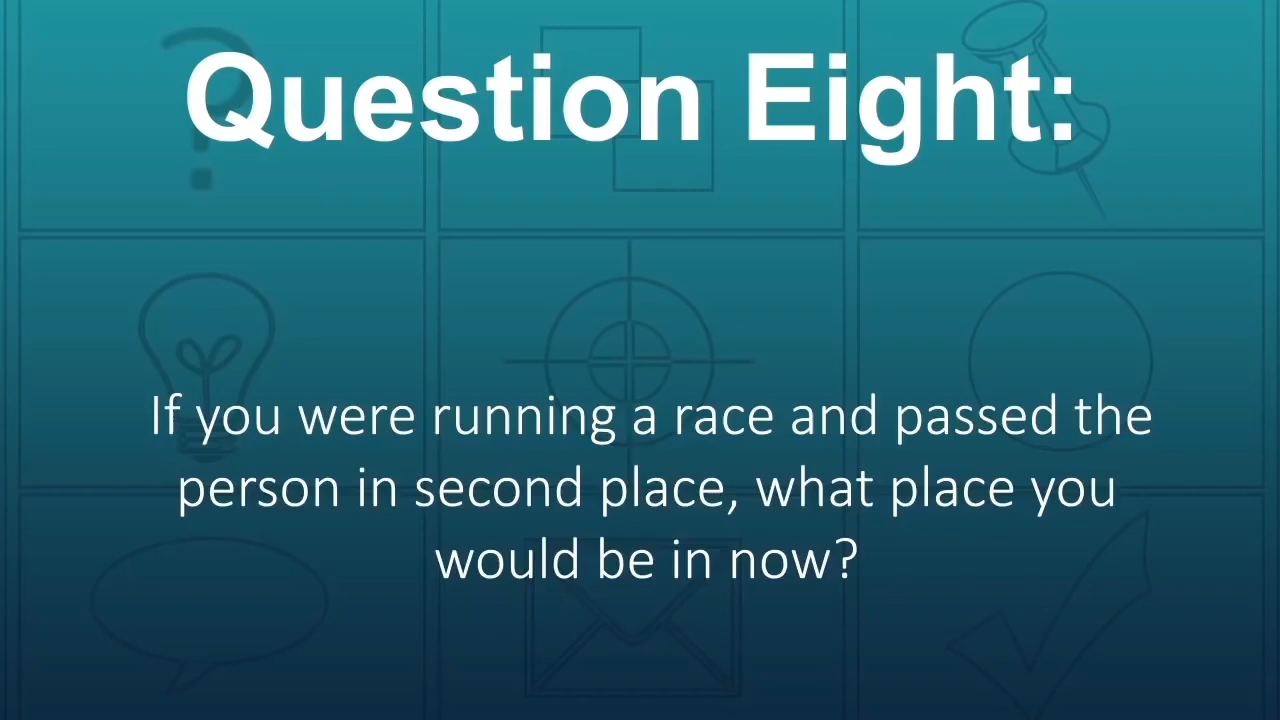 Question Eight:
If you were running a race and passed the
person in second place, what place you
would be in now?